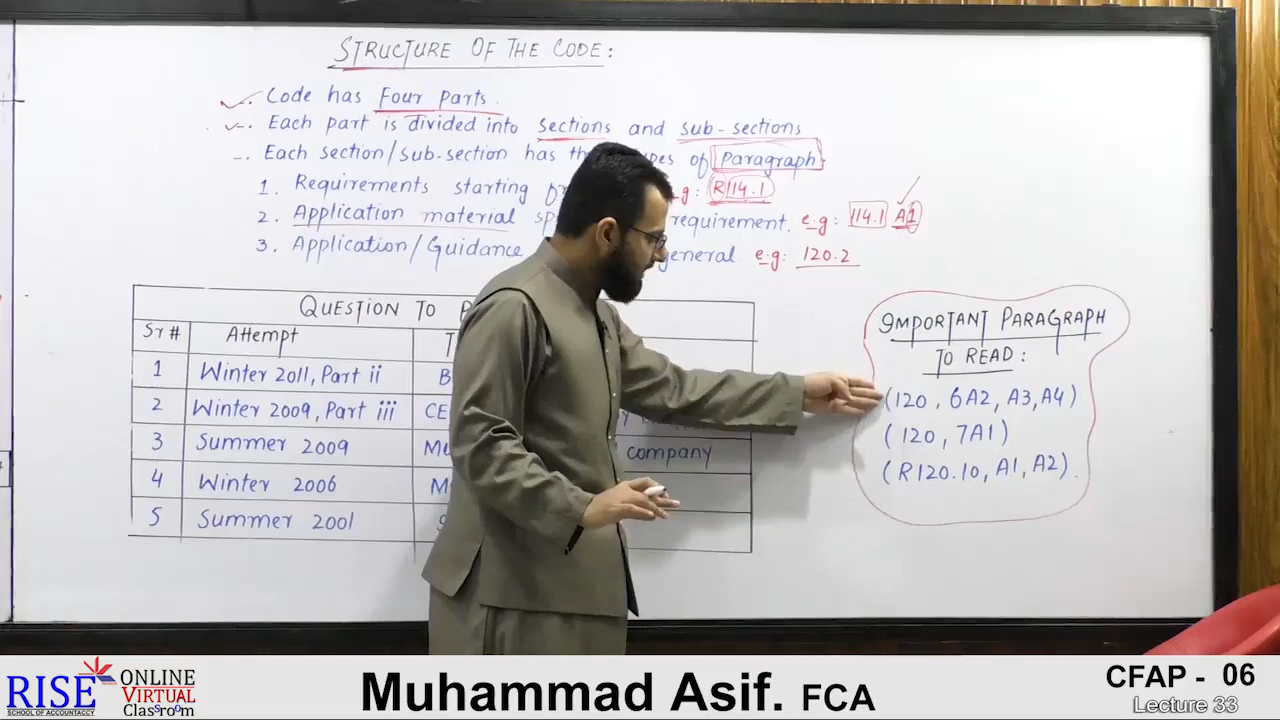 STRUCTURE OF THE CODE:
-. Code has Four Parts.
-. Each part is divided into sections and sub-sections
-. Each section/sub-section has of Paragraph.
1. Requirements starting g: R 114.1
2. Application material requirement. e.g: 114.1 A1
3. Application/Guidance general e.g: 120.2
QUESTION TO
Sr # Attempt
1 Winter 2011, Part ii
2 Winter 2009, Part iii CE
3 Summer 2009 company
4 Winter 2006
5 Summer 2001
IMPORTANT PARAGRAPH
TO READ:
(120, 6A2, A3, A4)
(120, 7A1)
(R120.10, A1, A2).
RISE
SCHOOL OF ACCOUNTACY
ONLINE
VIRTUAL
Classroom
Muhammad Asif. FCA
CFAP - 06
Lecture 33